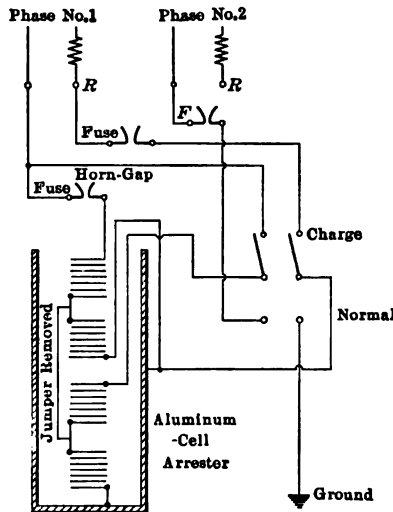 Phase No.1
No.2
Phase
R
R
F
Fuse
Horn-Gap
Fuse
Charge
Normal
Jumper Removed
Aluminum
-Cell
Arrester
Ground